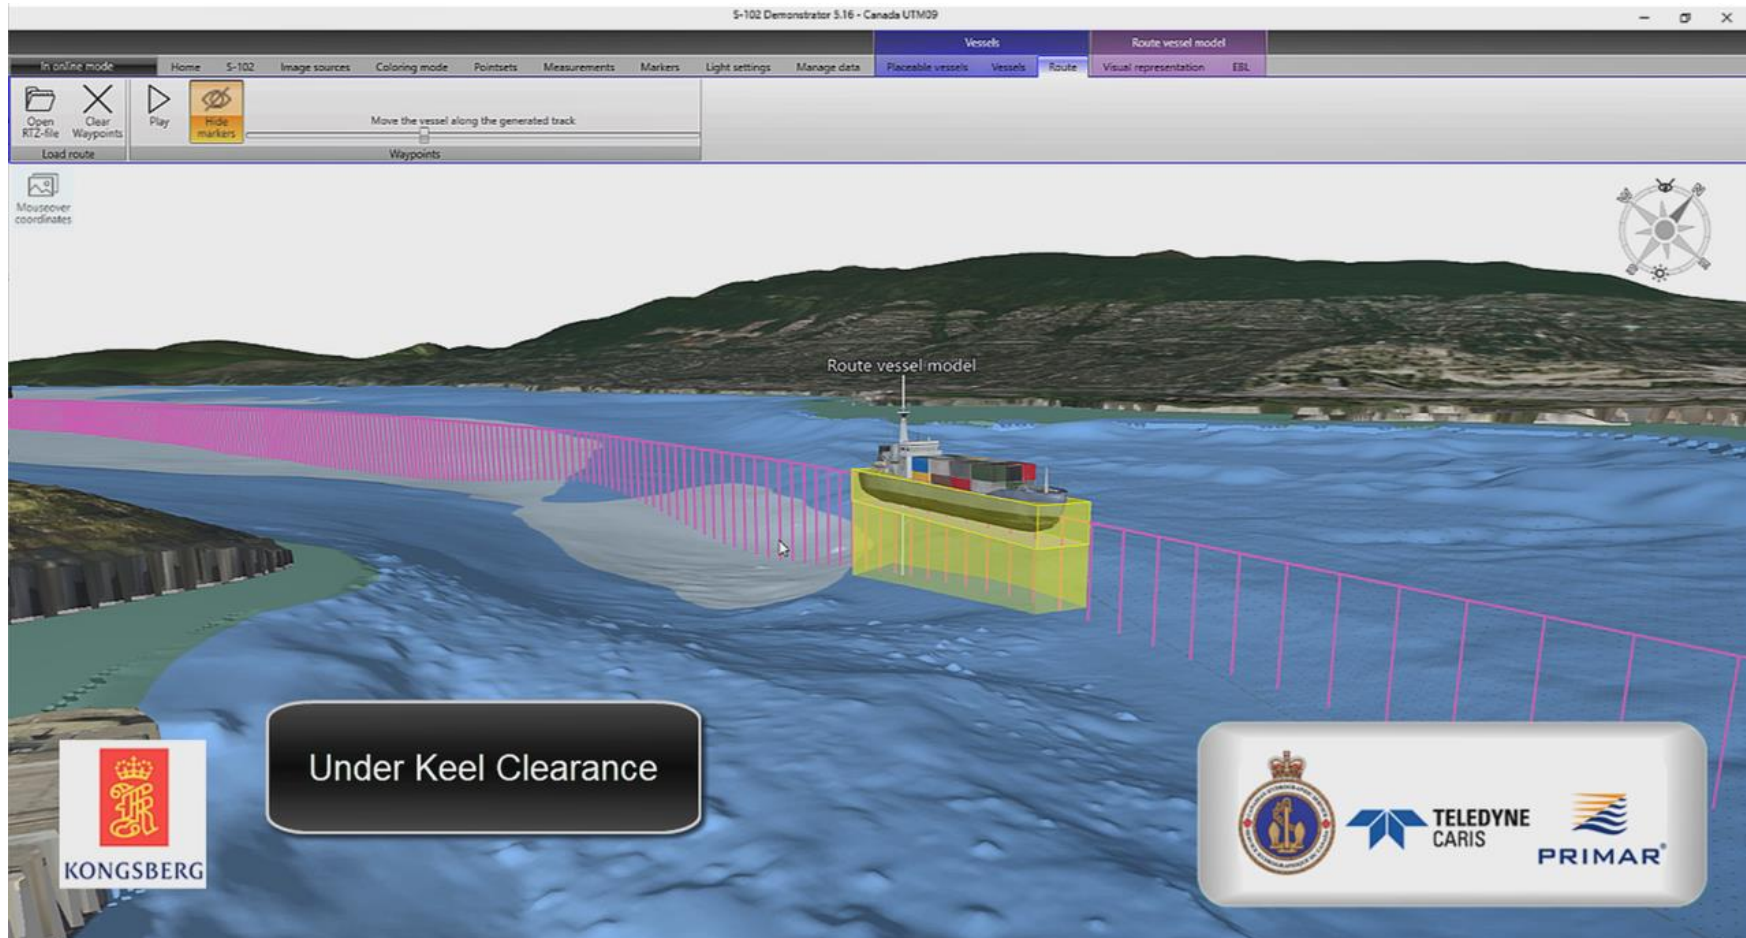 S-102 Demonstrator 5.16 - Canada UTM09
Vessels
Route vessel model
In online mode
Home
S-102
Image sources
Coloring mode
Pointsets
Measurements
Markers
Light settings
Manage data
Placeable vessels
Vessels
Route
Visual representation
EBL
Open
RTZ-file
Clear
Waypoints
Play
Hide
markers
Move the vessel along the generated track
Load route
Waypoints
Mouseover
coordinates
Route vessel model
Under Keel Clearance
KONGSBERG
TELEDYNE
CARIS
PRIMAR®